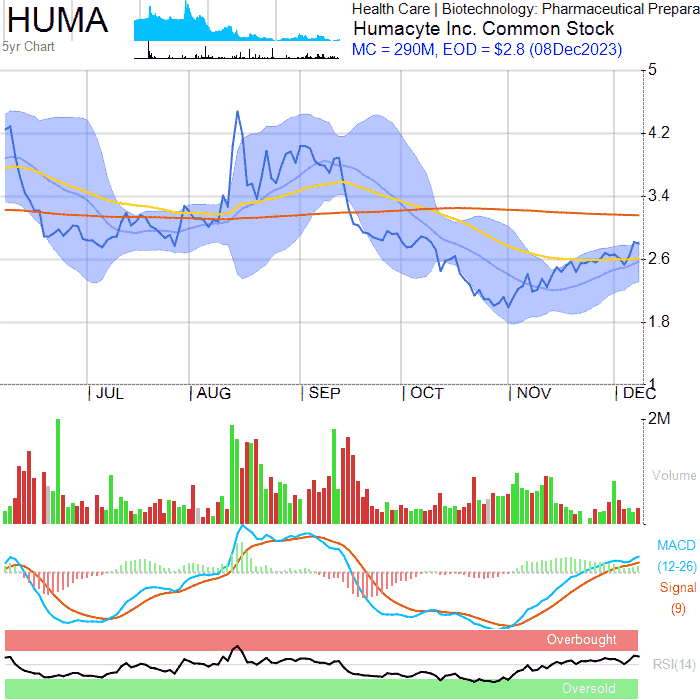 HUMA
5yr Chart
Health Care | Biotechnology: Pharmaceutical Prepara
Humacyte Inc. Common Stock
MC = 290M, EOD = $2.8 (08Dec2023)
5
4.2
3.4
2.6
1.8
1
JUL AUG SEP OCT NOV DEC
2M
Volume
MACD
(12-26)
Signal
(9)
Overbought
RSI(14)
Oversold